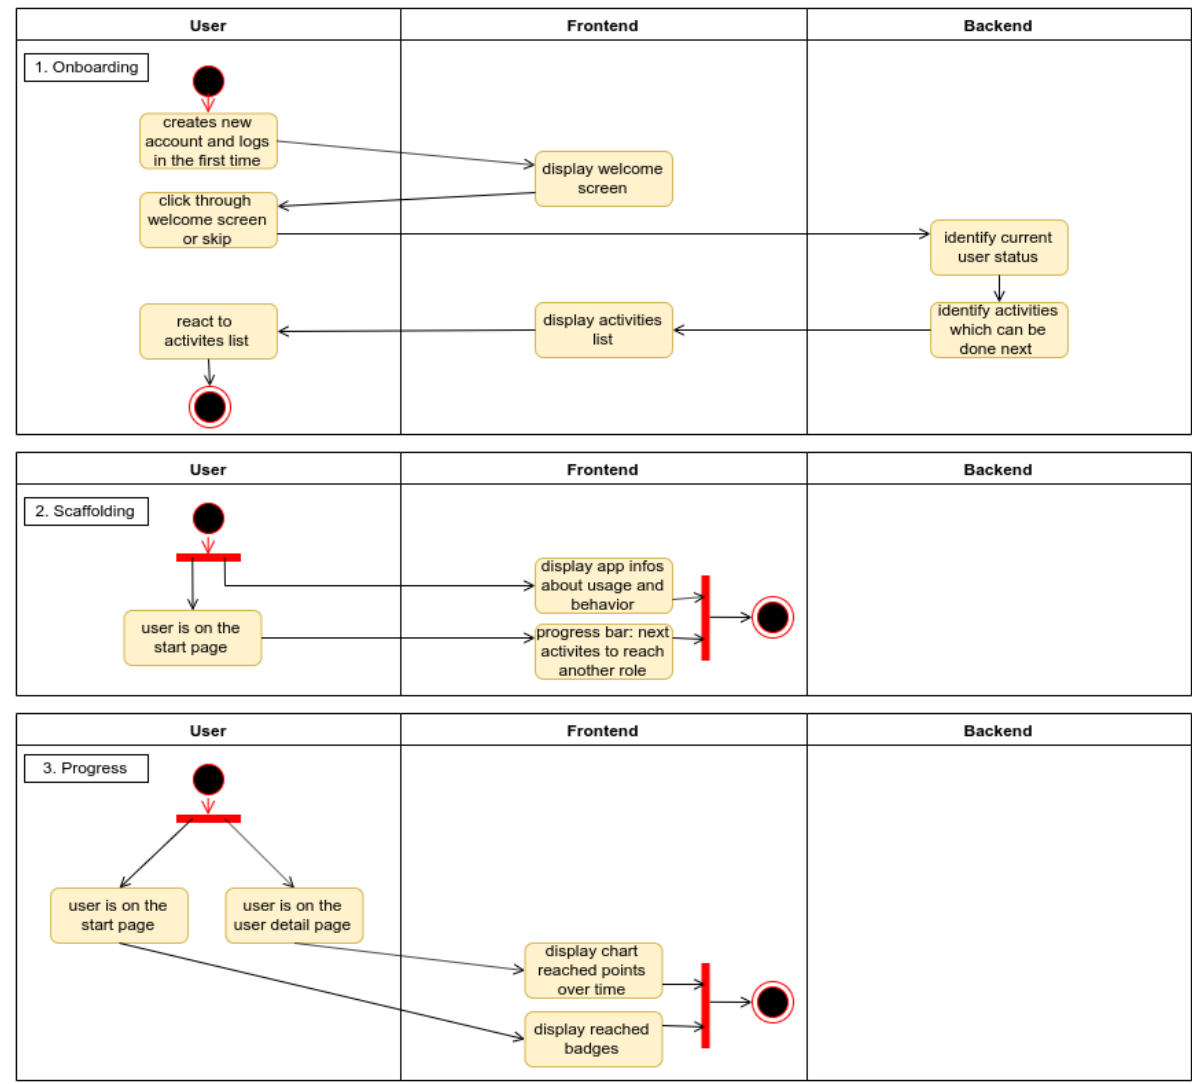 User
Frontend
Backend
1. Onboarding
creates new
account and logs
in the first time
display welcome
screen
click through
welcome screen
or skip
identify current
user status
react to
activites list
display activities
list
identify activities
which can be
done next
User
Frontend
Backend
2. Scaffolding
display app infos
about usage and
behavior
user is on the
start page
progress bar: next
activites to reach
another role
User
Frontend
Backend
3. Progress
user is on the
start page
user is on the
user detail page
display chart
reached points
over time
display reached
badges